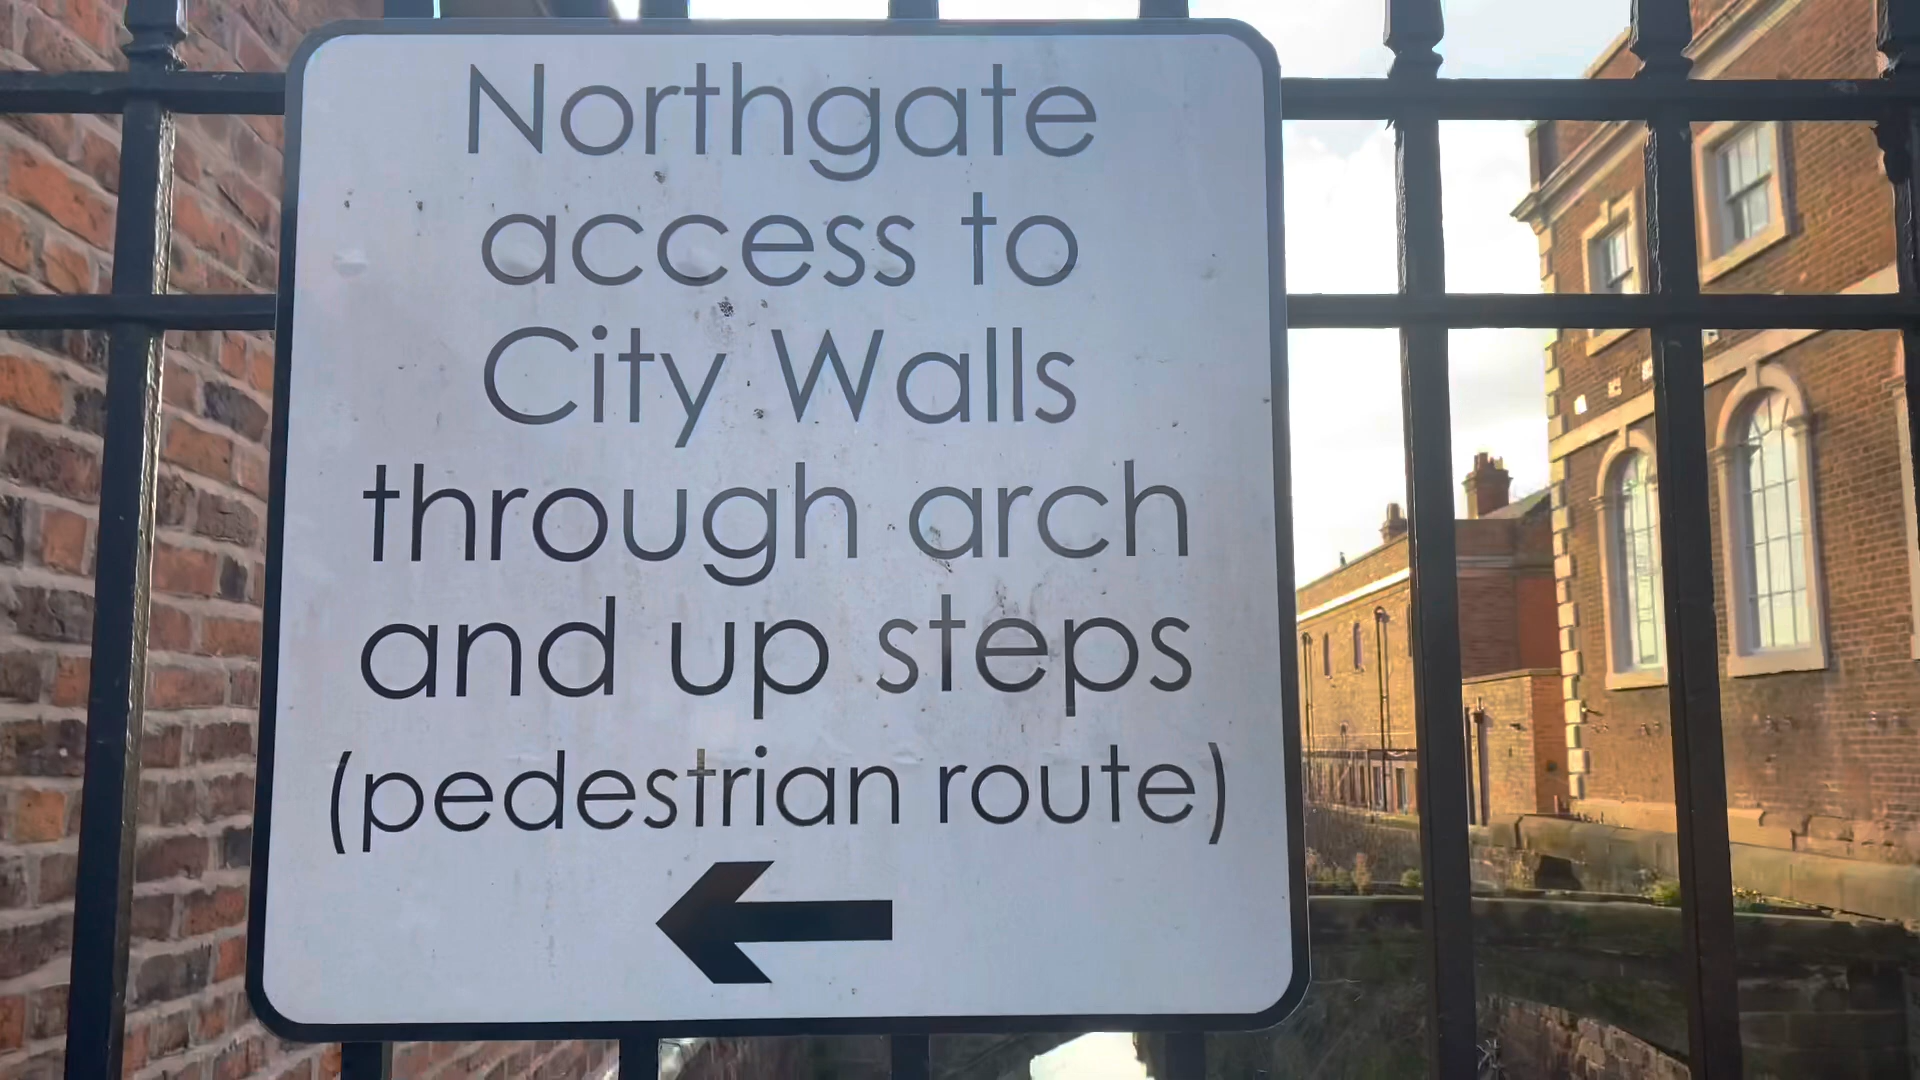 Northgate
access to
City Walls
through arch
and up steps
(pedestrian route)